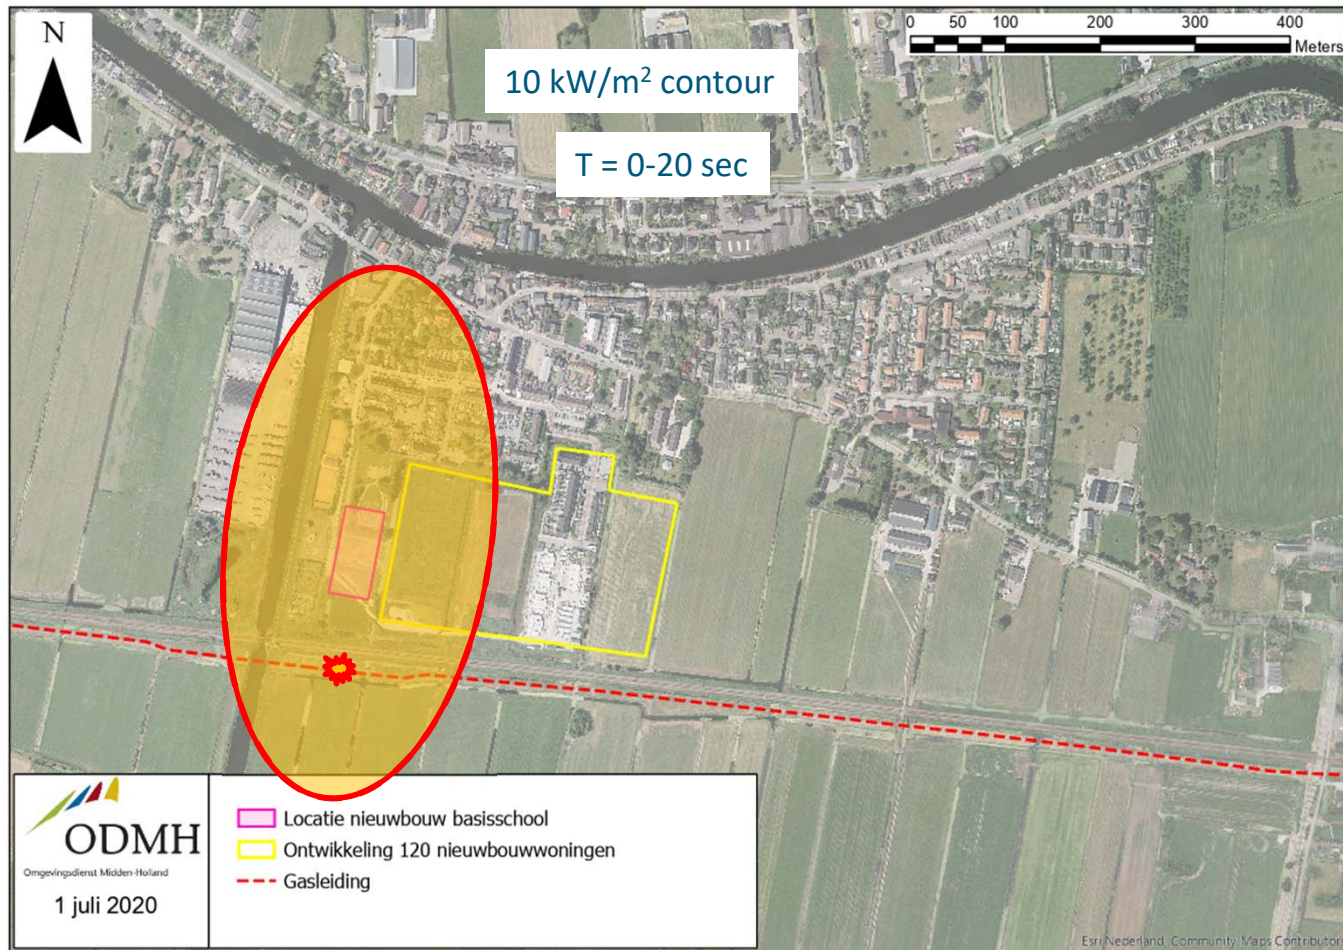 N
0 50 100 200 300 400
Meters
10 kW/m² contour
T = 0-20 sec
ODMH
Omgevingsdienst Midden-Holland
1 juli 2020
Locatie nieuwbouw basisschool
Ontwikkeling 120 nieuwbouwwoningen
Gasleiding
Esri Nederland, Community Maps Contributor